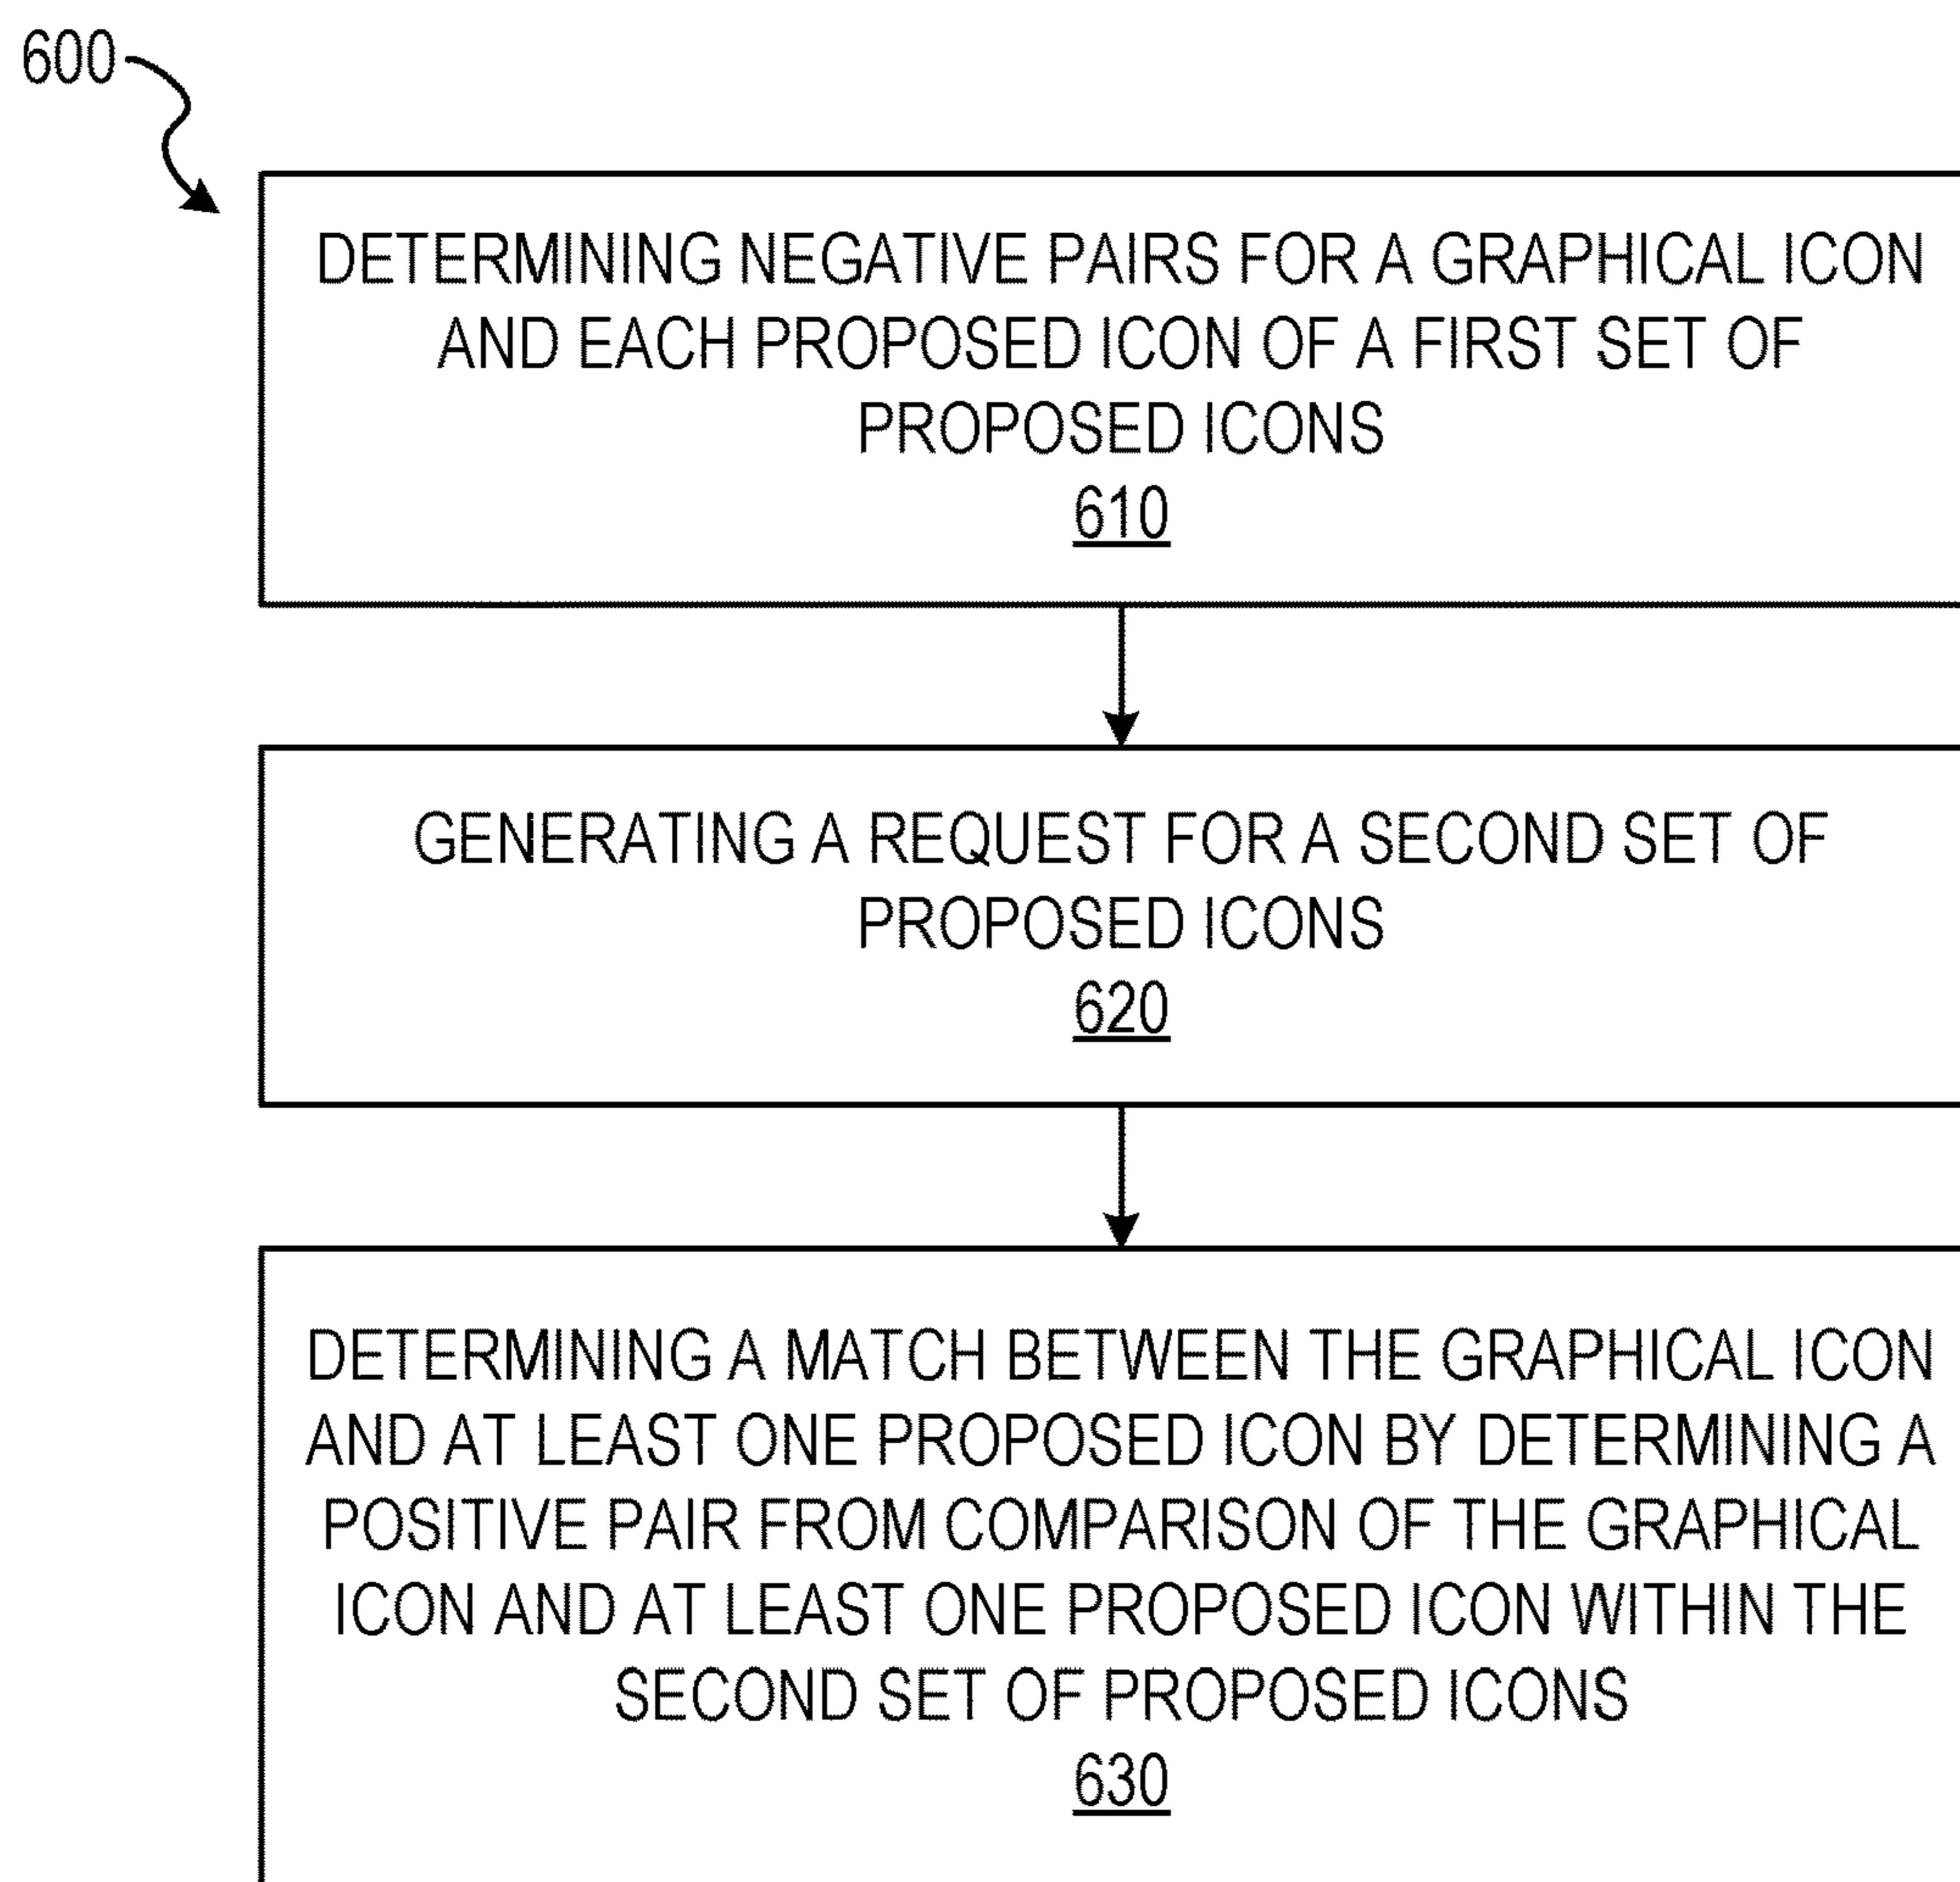 600
DETERMINING NEGATIVE PAIRS FOR A GRAPHICAL ICON
AND EACH PROPOSED ICON OF A FIRST SET OF
PROPOSED ICONS
610
GENERATING A REQUEST FOR A SECOND SET OF
PROPOSED ICONS
620
DETERMINING A MATCH BETWEEN THE GRAPHICAL ICON
AND AT LEAST ONE PROPOSED ICON BY DETERMINING A
POSITIVE PAIR FROM COMPARISON OF THE GRAPHICAL
ICON AND AT LEAST ONE PROPOSED ICON WITHIN THE
SECOND SET OF PROPOSED ICONS
630